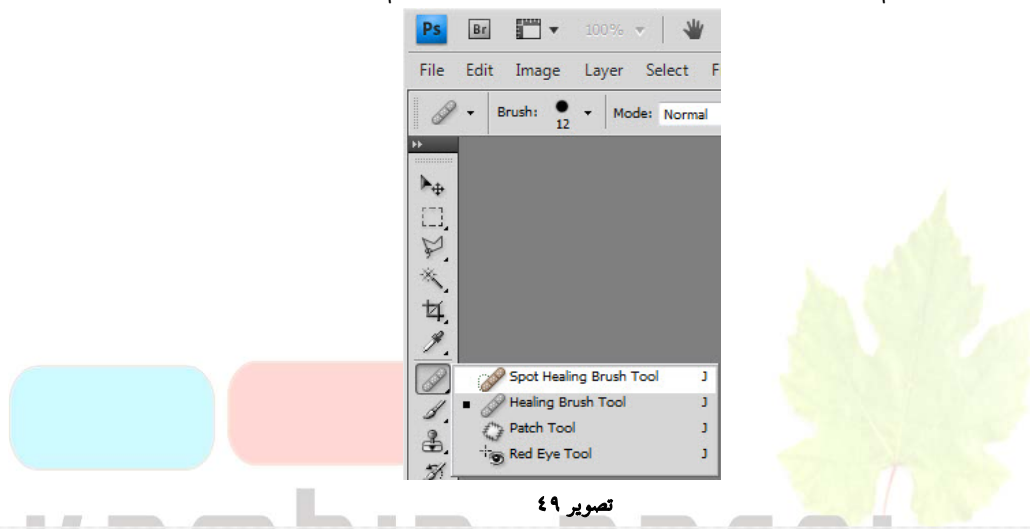 Ps Br 100%
File Edit Image Layer Select F
Brush: 12 Mode: Normal
Spot Healing Brush Tool J
Healing Brush Tool J
Patch Tool J
Red Eye Tool J
تصویر ٤٩